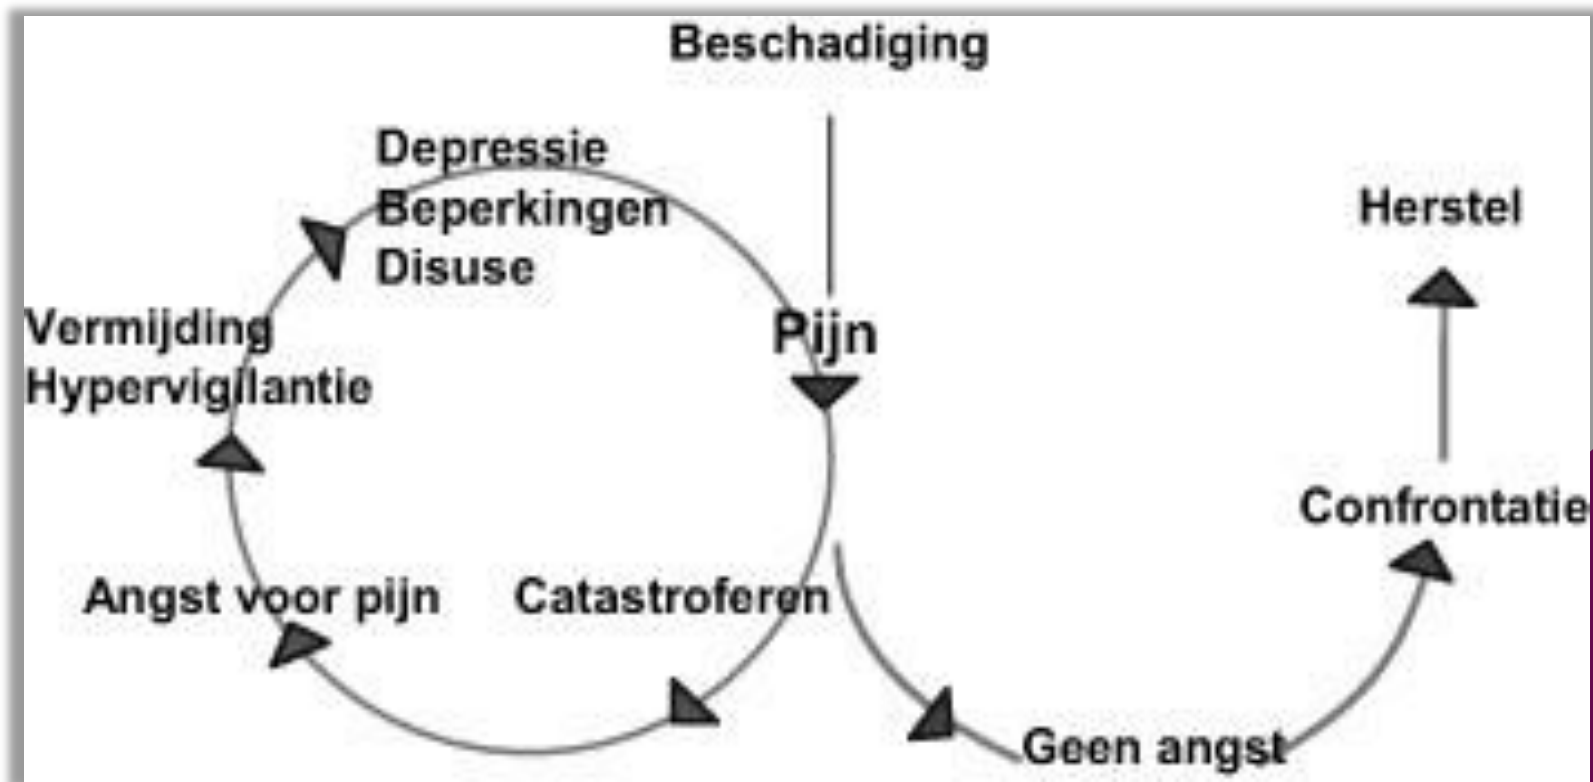 Beschadiging
Depressie
Beperkingen
Disuse
Herstel
Vermijding
Hypervigilantie
Pijn
Confrontatie
Angst voor pijn
Catastroferen
Geen angst